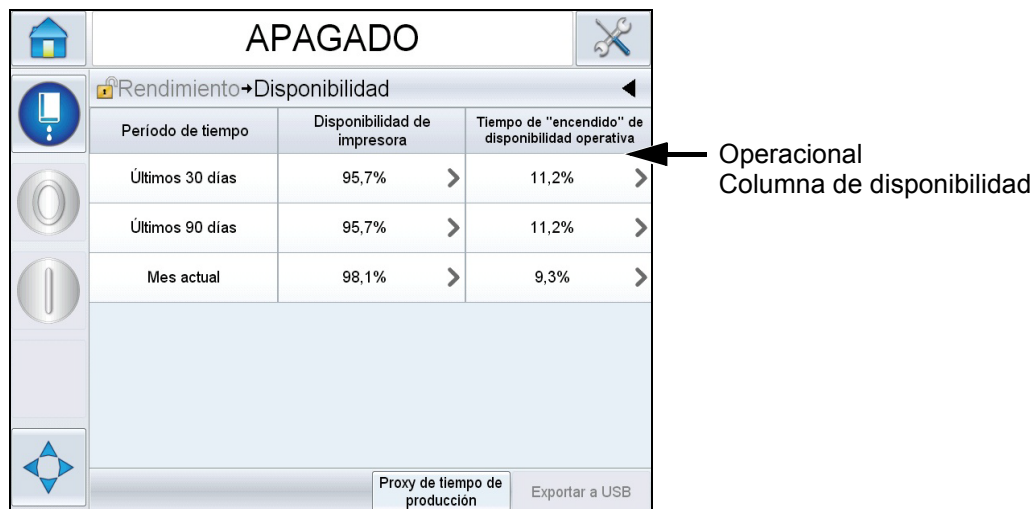 APAGADO
Rendimiento→Disponibilidad
Período de tiempo
Disponibilidad de
impresora
Tiempo de "encendido" de
disponibilidad operativa
Últimos 30 días
95,7%
11,2%
Últimos 90 días
95,7%
11,2%
Mes actual
98,1%
9,3%
Proxy de tiempo de
producción
Exportar a USB
Operacional
Columna de disponibilidad